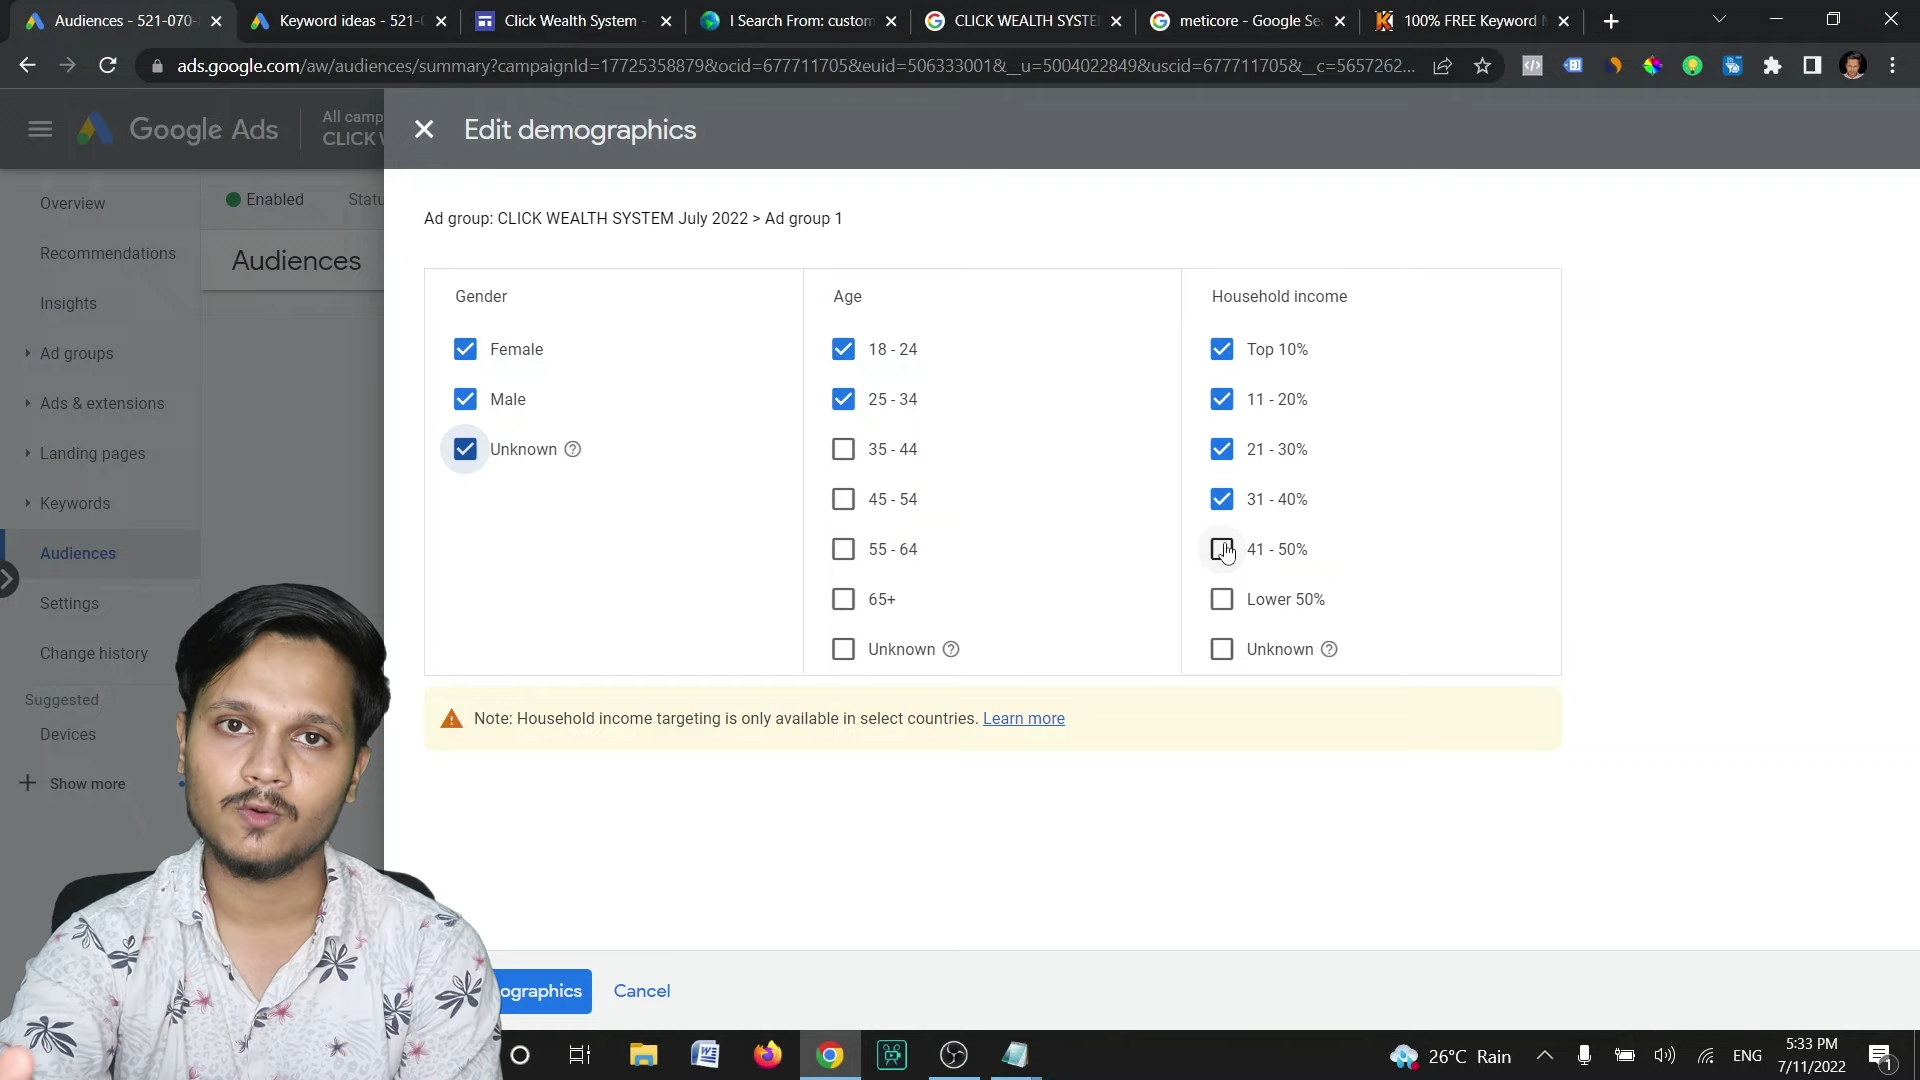 Audiences - 521-070-
Keyword ideas - 521-0
Click Wealth System -
I Search From: custom
CLICK WEALTH SYSTE
meticore - Google Se
100% FREE Keyword
ads.google.com/aw/audiences/summary?campaignId=17725358879&ocid=677711705&euid=506333001&__u=5004022849&uscid=677711705&__c=5657262...
Google Ads
All camp
CLICK
Edit demographics
Overview
Recommendations
Insights
Ad groups
Ads & extensions
Landing pages
Keywords
Audiences
Settings
Change history
Suggested
Devices
Show more
Enabled
Statu
Audiences
Ad group: CLICK WEALTH SYSTEM July 2022 > Ad group 1
Gender
Female
Male
Unknown
Age
18 - 24
25 - 34
35 - 44
45 - 54
55 - 64
65+
Unknown
Household income
Top 10%
11 - 20%
21 - 30%
31 - 40%
41 - 50%
Lower 50%
Unknown
Note: Household income targeting is only available in select countries. Learn more
ographics
Cancel
26°C Rain
ENG
5:33 PM
7/11/2022
1